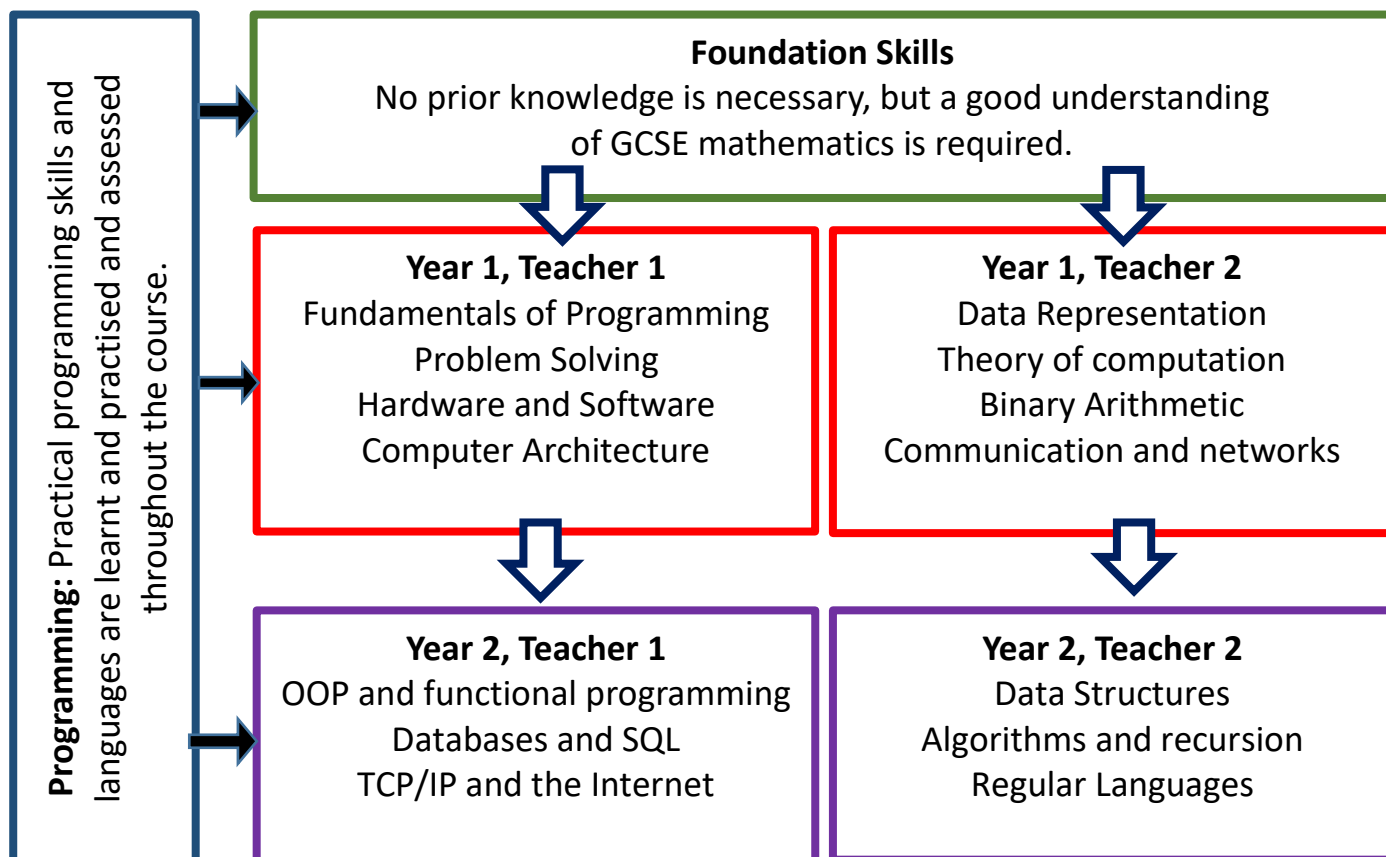 Programming: Practical programming skills and
languages are learnt and practised and assessed
throughout the course.
Foundation Skills
No prior knowledge is necessary, but a good understanding
of GCSE mathematics is required.
Year 1, Teacher 1
Fundamentals of Programming
Problem Solving
Hardware and Software
Computer Architecture
Year 1, Teacher 2
Data Representation
Theory of computation
Binary Arithmetic
Communication and networks
Year 2, Teacher 1
OOP and functional programming
Databases and SQL
TCP/IP and the Internet
Year 2, Teacher 2
Data Structures
Algorithms and recursion
Regular Languages